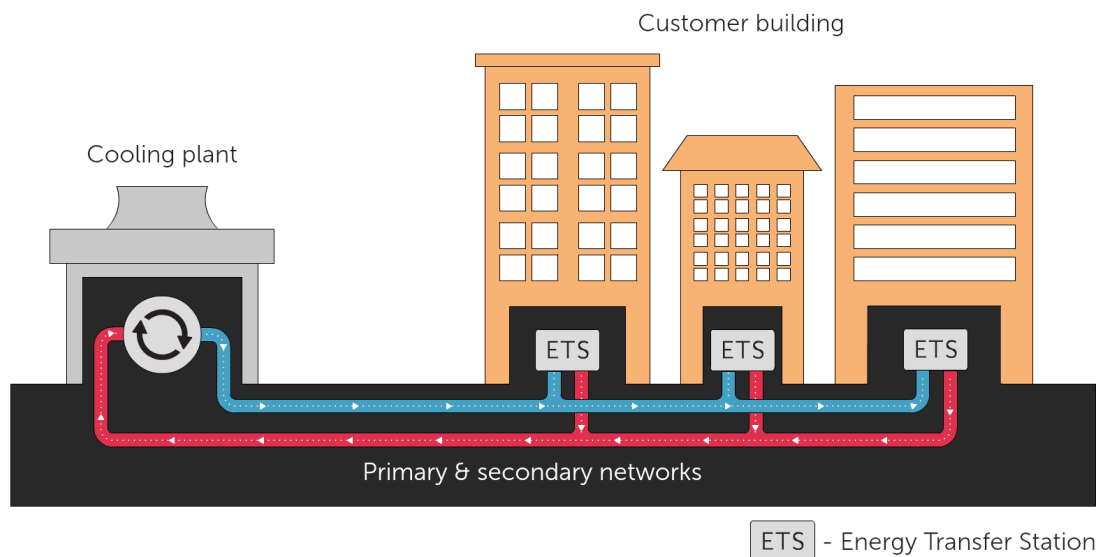 Customer building
Cooling plant
ETS
ETS
ETS
Primary & secondary networks
ETS - Energy Transfer Station